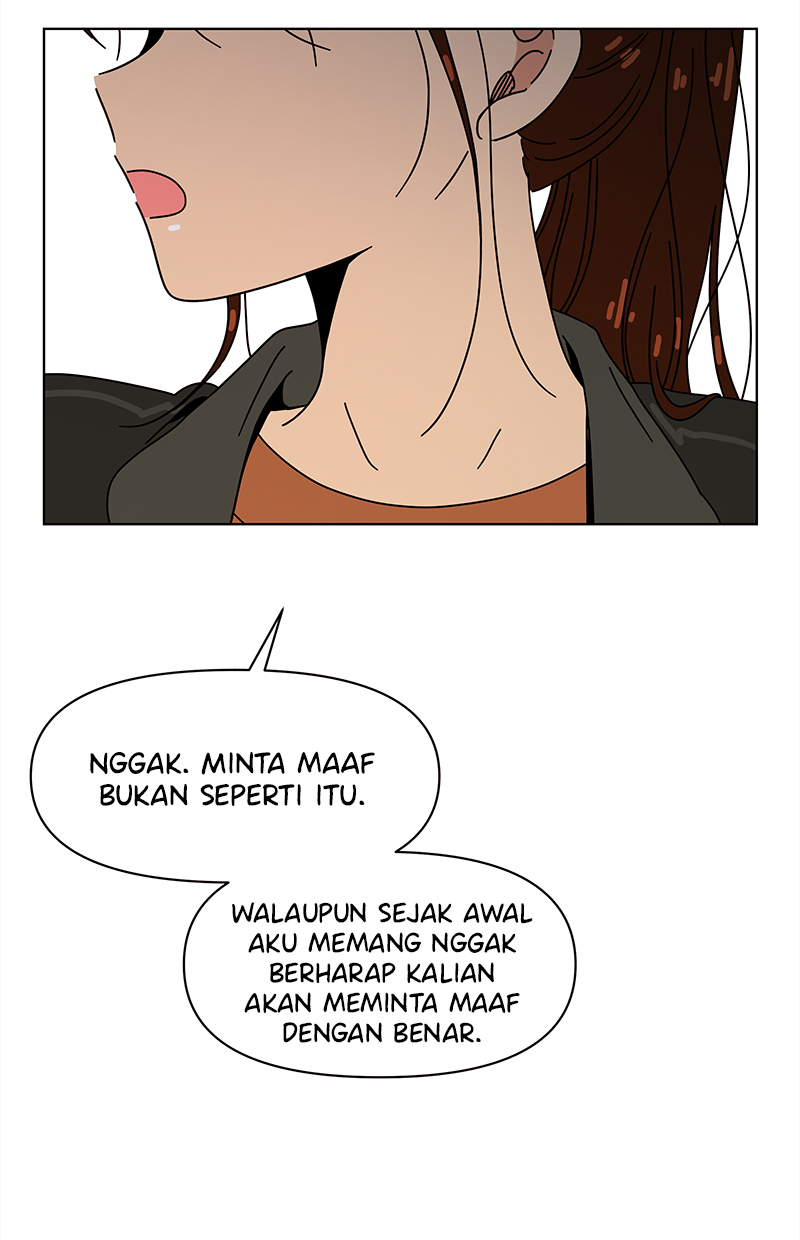 NGGAK. MINTA MAAF
BUKAN SEPERTI ITU.
WALAUPUN SEJAK AWAL
AKU MEMANG NGGAK
BERHARAP KALIAN
AKAN MEMINTA MAAF
DENGAN BENAR.